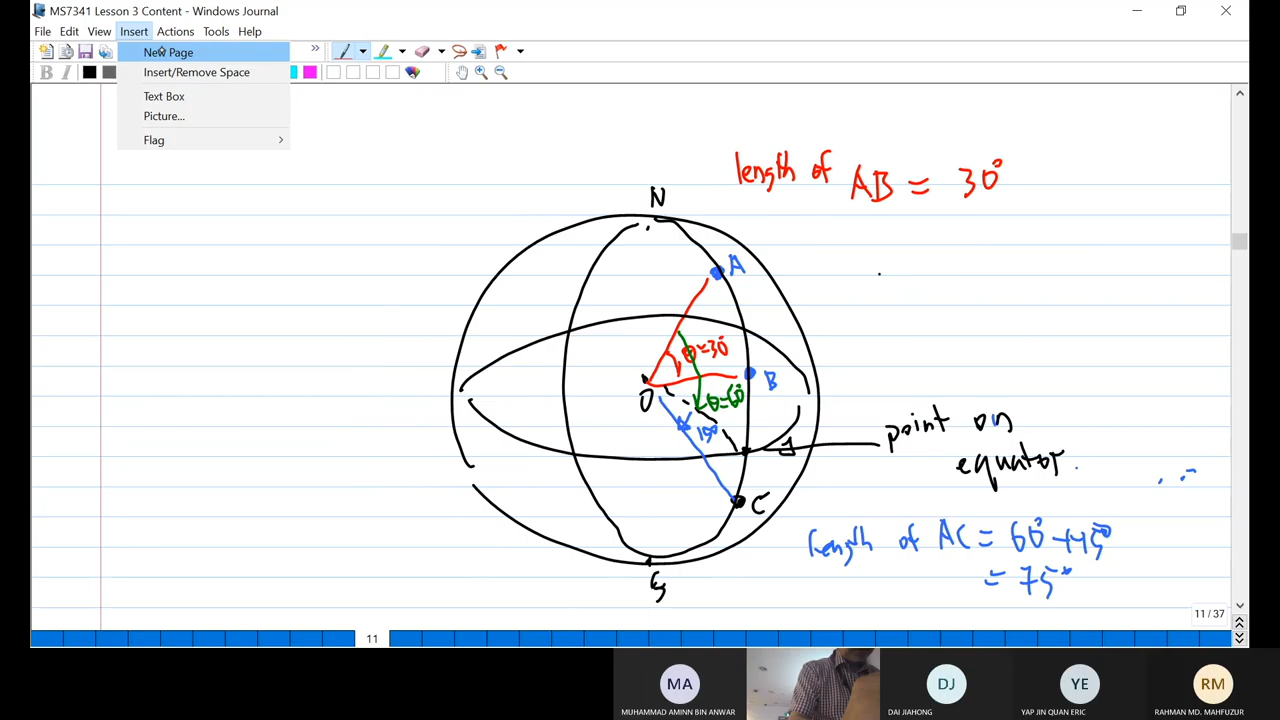 MS7341 Lesson 3 Content - Windows Journal
File Edit View Insert Actions Tools Help
New Page
Insert/Remove Space
Text Box
Picture...
Flag
B I
length of AB = 30°
N
A
θ=30°
B
O
θ=60°
15°
point on
equator.
C
length of AC = 60° + 45°
= 75°
S
11 / 37
11
MA
DJ
YE
RM
MUHAMMAD AMINN BIN ANWAR
DAI JIAHONG
YAP JIN QUAN ERIC
RAHMAN MD. MAHFUZUR